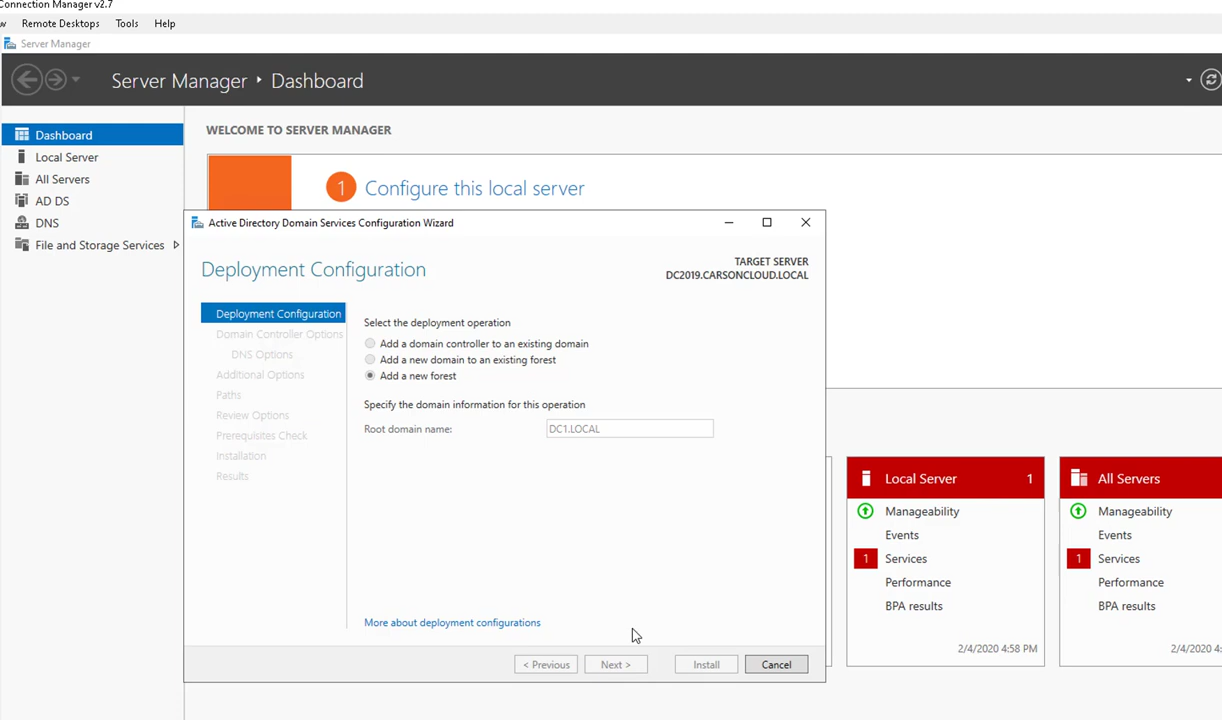 Connection Manager v2.7
w Remote Desktops Tools Help
Server Manager
Server Manager Dashboard
Dashboard
Local Server
All Servers
AD DS
DNS
File and Storage Services
WELCOME TO SERVER MANAGER
1 Configure this local server
Active Directory Domain Services Configuration Wizard
Deployment Configuration
TARGET SERVER
DC2019.CARSONCLOUD.LOCAL
Deployment Configuration
Domain Controller Options
DNS Options
Additional Options
Paths
Review Options
Prerequisites Check
Installation
Results
Select the deployment operation
Add a domain controller to an existing domain
Add a new domain to an existing forest
Add a new forest
Specify the domain information for this operation
Root domain name: DC1.LOCAL
More about deployment configurations
< Previous Next > Install Cancel
Local Server 1
Manageability
Events
1 Services
Performance
BPA results
2/4/2020 4:58 PM
All Servers
Manageability
Events
1 Services
Performance
BPA results
2/4/2020 4: